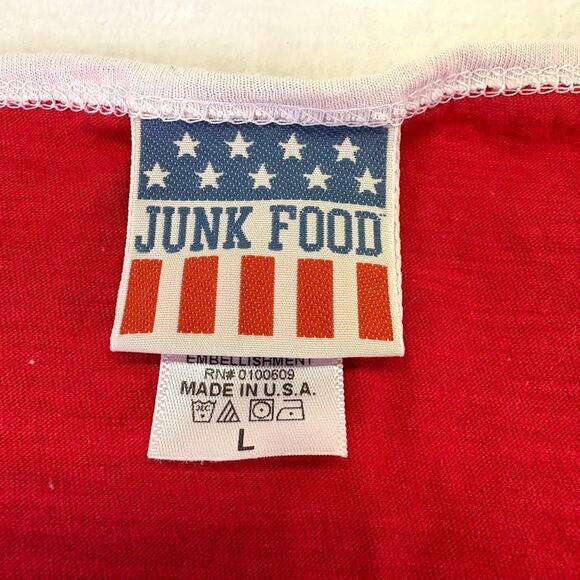 JUNK FOOD
EMBELLISHMENT
RN# 0100609
MADE IN U.S.A.
L